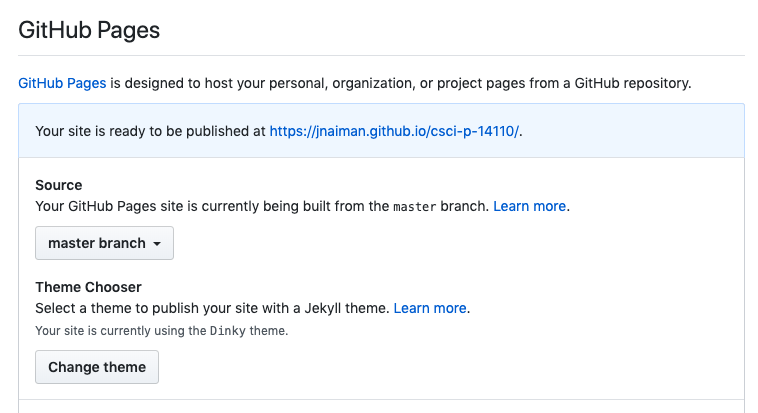 GitHub Pages
GitHub Pages is designed to host your personal, organization, or project pages from a GitHub repository.
Your site is ready to be published at https://jnaiman.github.io/csci-p-14110/.
Source
Your GitHub Pages site is currently being built from the master branch. Learn more.
master branch
Theme Chooser
Select a theme to publish your site with a Jekyll theme. Learn more.
Your site is currently using the Dinky theme.
Change theme